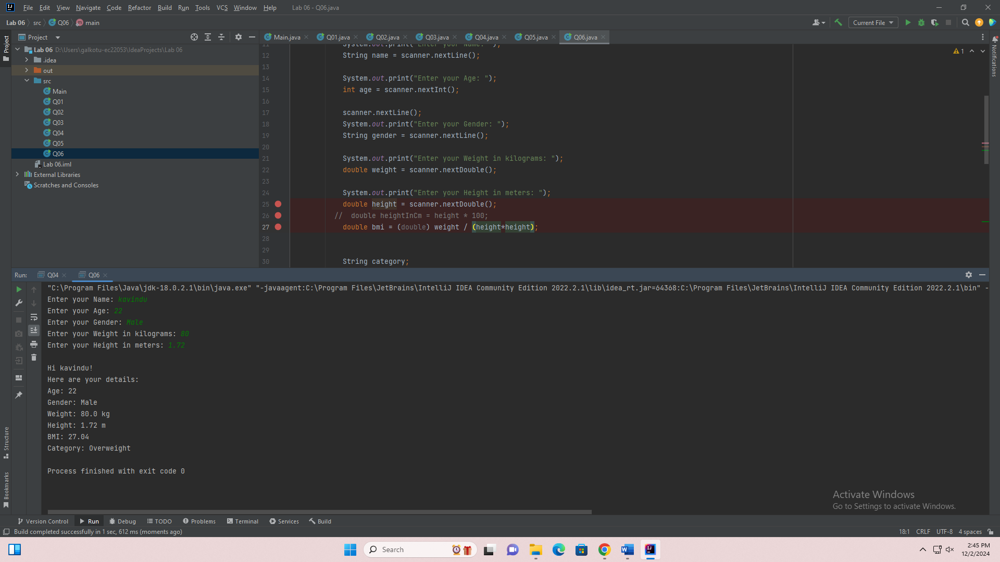 File Edit View Navigate Code Refactor Build Run Tools VCS Window Help Lab 06 - Q06.java
Lab 06 src Q06 main
Current File
Project
Project
Main.java Q01.java Q02.java Q03.java Q04.java Q05.java Q06.java
Notifications
Lab 06 D:\Users\galkotu-ec22053\IdeaProjects\Lab 06
.idea
out
src
Main
Q01
Q02
Q03
Q04
Q05
Q06
Lab 06.iml
External Libraries
Scratches and Consoles
1
11 System.out.print("Enter your Name: ");
12 String name = scanner.nextLine();
13
14 System.out.print("Enter your Age: ");
15 int age = scanner.nextInt();
16
17 scanner.nextLine();
18 System.out.print("Enter your Gender: ");
19 String gender = scanner.nextLine();
20
21 System.out.print("Enter your Weight in kilograms: ");
22 double weight = scanner.nextDouble();
23
24 System.out.print("Enter your Height in meters: ");
25 double height = scanner.nextDouble();
26 // double heightInCm = height * 100;
27 double bmi = (double) weight / (height*height);
28
29
30 String category;
Run: Q04 Q06
"C:\Program Files\Java\jdk-18.0.2.1\bin\java.exe" "-javaagent:C:\Program Files\JetBrains\IntelliJ IDEA Community Edition 2022.2.1\lib\idea_rt.jar=64368:C:\Program Files\JetBrains\IntelliJ IDEA Community Edition 2022.2.1\bin" -
Enter your Name: kavindu
Enter your Age: 22
Enter your Gender: Male
Enter your Weight in kilograms: 80
Enter your Height in meters: 1.72
Hi kavindu!
Here are your details:
Age: 22
Gender: Male
Weight: 80.0 kg
Height: 1.72 m
BMI: 27.04
Category: Overweight
Process finished with exit code 0
Structure
Bookmarks
Activate Windows
Go to Settings to activate Windows.
Version Control Run Debug TODO Problems Terminal Services Build
Build completed successfully in 1 sec, 612 ms (moments ago)
18:1 CRLF UTF-8 4 spaces
Search
2:45 PM
12/2/2024